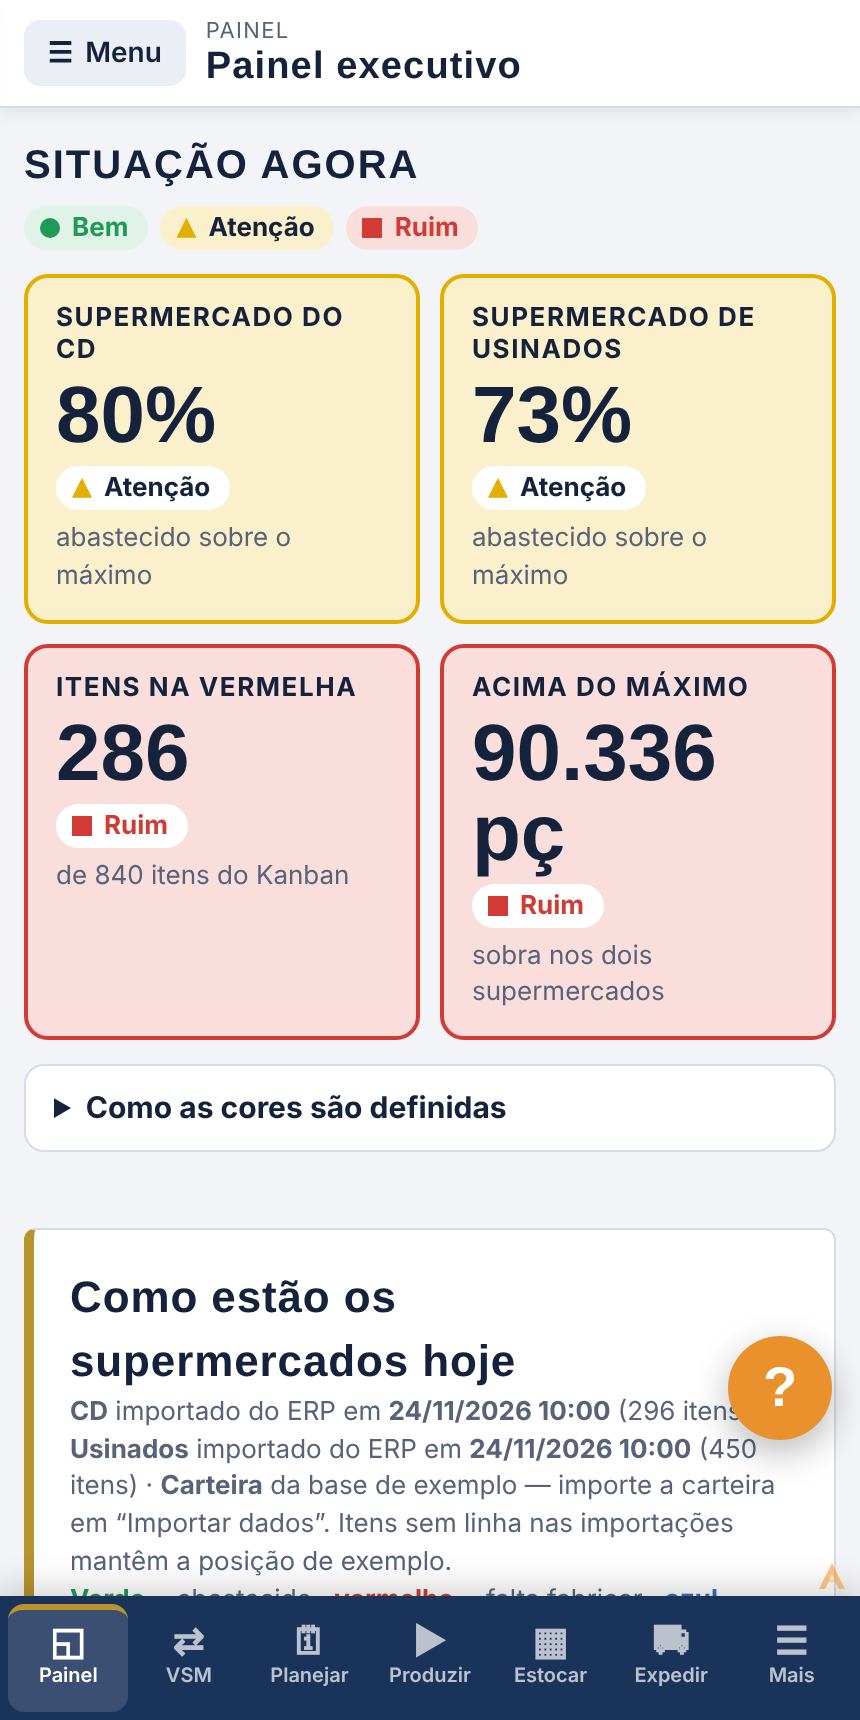 ☰ Menu
PAINEL
Painel executivo
SITUAÇÃO AGORA
Bem
Atenção
Ruim
SUPERMERCADO DO
CD
80%
Atenção
abastecido sobre o
máximo
SUPERMERCADO DE
USINADOS
73%
Atenção
abastecido sobre o
máximo
ITENS NA VERMELHA
286
Ruim
de 840 itens do Kanban
ACIMA DO MÁXIMO
90.336
pç
Ruim
sobra nos dois
supermercados
Como as cores são definidas
Como estão os
supermercados hoje
CD importado do ERP em 24/11/2026 10:00 (296 itens
Usinados importado do ERP em 24/11/2026 10:00 (450
itens) · Carteira da base de exemplo — importe a carteira
em “Importar dados”. Itens sem linha nas importações
mantêm a posição de exemplo.
?
Painel
VSM
Planejar
Produzir
Estocar
Expedir
Mais